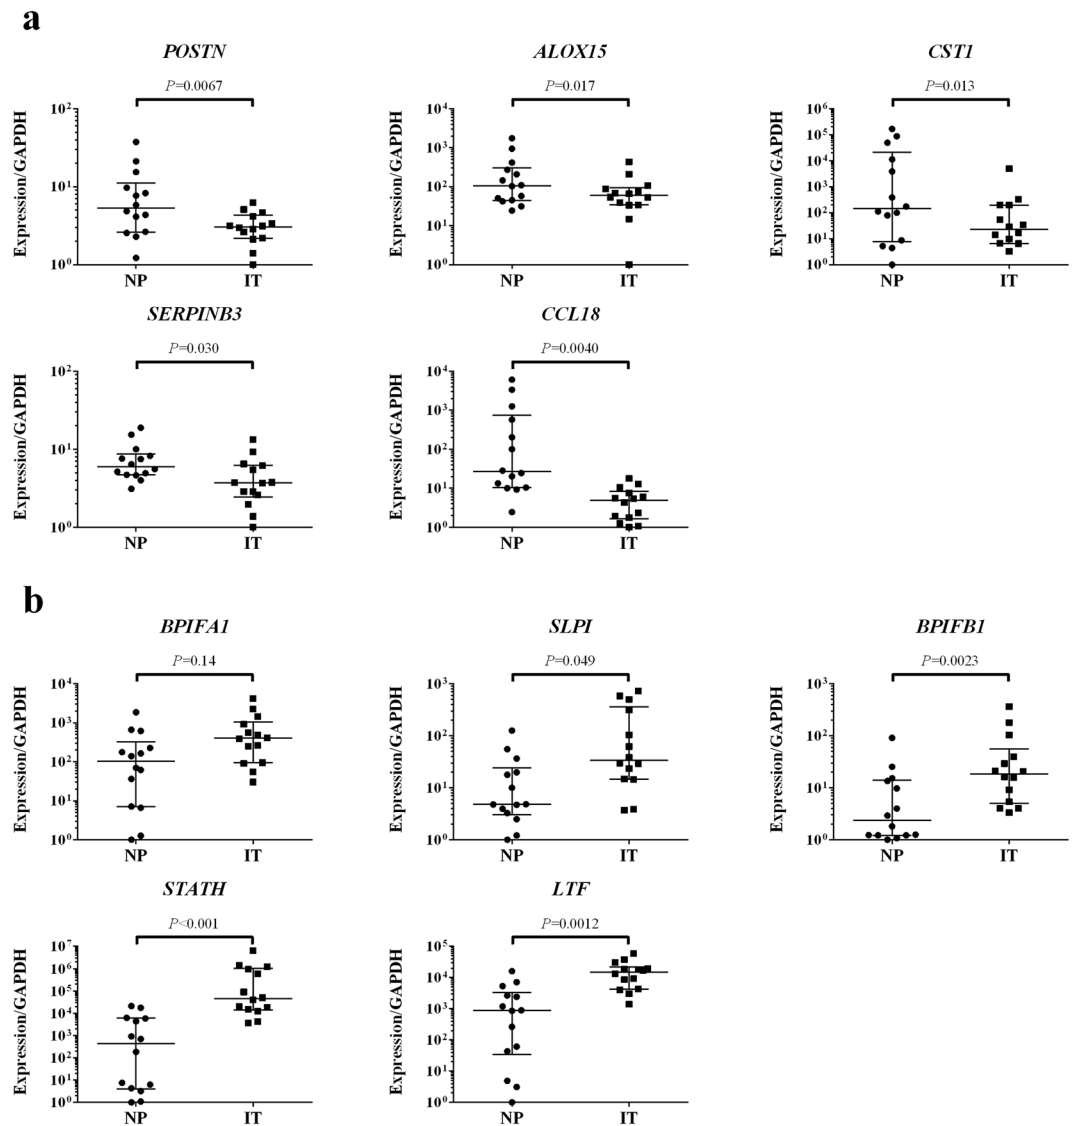 a
POSTN
P=0.0067
Expression/GAPDH
10²
10¹
10⁰
NP IT
ALOX15
P=0.017
Expression/GAPDH
10⁴
10³
10²
10¹
10⁰
NP IT
CST1
P=0.013
Expression/GAPDH
10⁶
10⁵
10⁴
10³
10²
10¹
10⁰
NP IT
SERPINB3
P=0.030
Expression/GAPDH
10²
10¹
10⁰
NP IT
CCL18
P=0.0040
Expression/GAPDH
10⁴
10³
10²
10¹
10⁰
NP IT
b
BPIFA1
P=0.14
Expression/GAPDH
10⁴
10³
10²
10¹
10⁰
NP IT
SLPI
P=0.049
Expression/GAPDH
10³
10²
10¹
10⁰
NP IT
BPIFB1
P=0.0023
Expression/GAPDH
10³
10²
10¹
10⁰
NP IT
STATH
P<0.001
Expression/GAPDH
10⁷
10⁶
10⁵
10⁴
10³
10²
10¹
10⁰
NP IT
LTF
P=0.0012
Expression/GAPDH
10⁵
10⁴
10³
10²
10¹
10⁰
NP IT